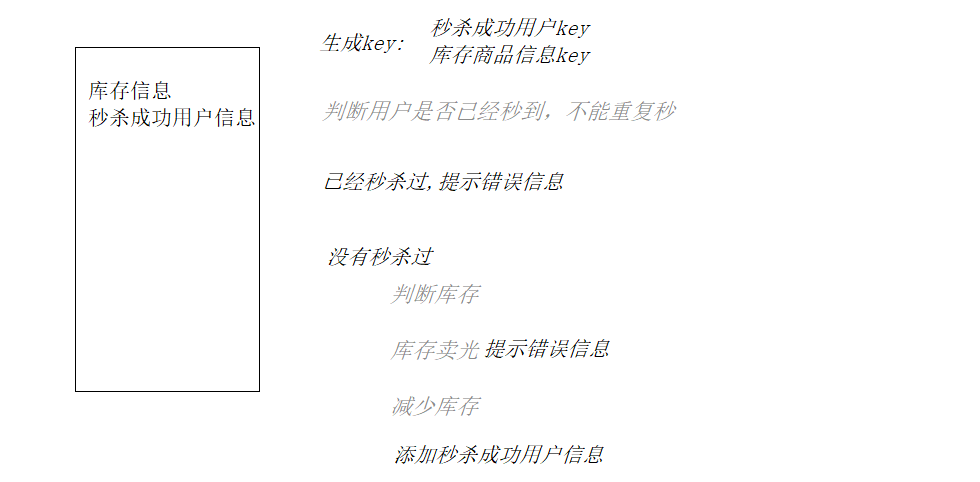 库存信息
秒杀成功用户信息
生成key: 秒杀成功用户key
库存商品信息key
判断用户是否已经秒到，不能重复秒
已经秒杀过,提示错误信息
没有秒杀过
判断库存
库存卖光 提示错误信息
减少库存
添加秒杀成功用户信息